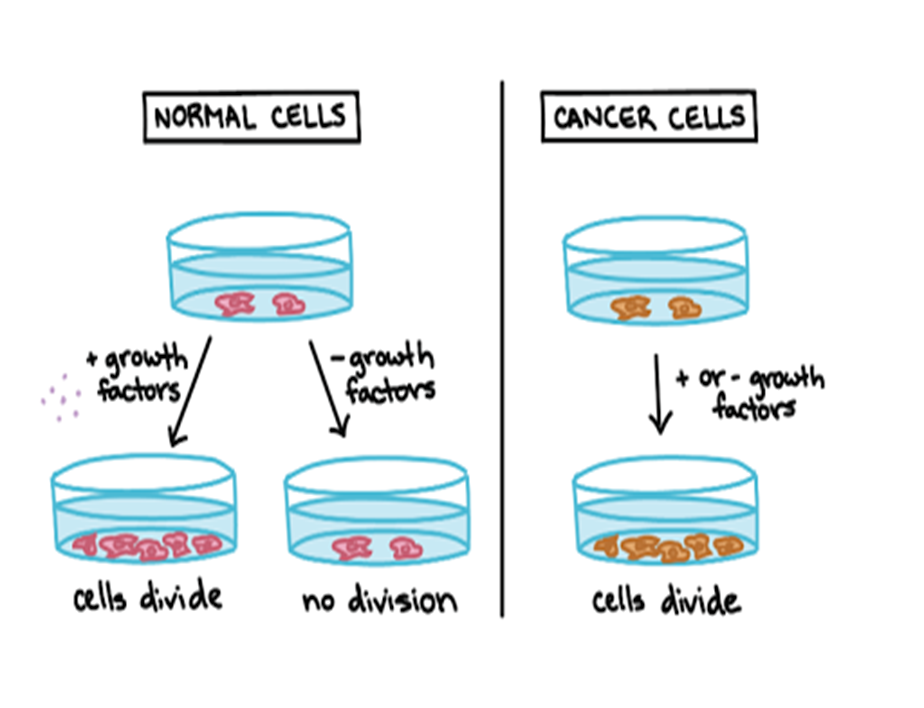 NORMAL CELLS
+ growth
factors
- growth
factors
cells divide
no division
CANCER CELLS
+ or - growth
factors
cells divide